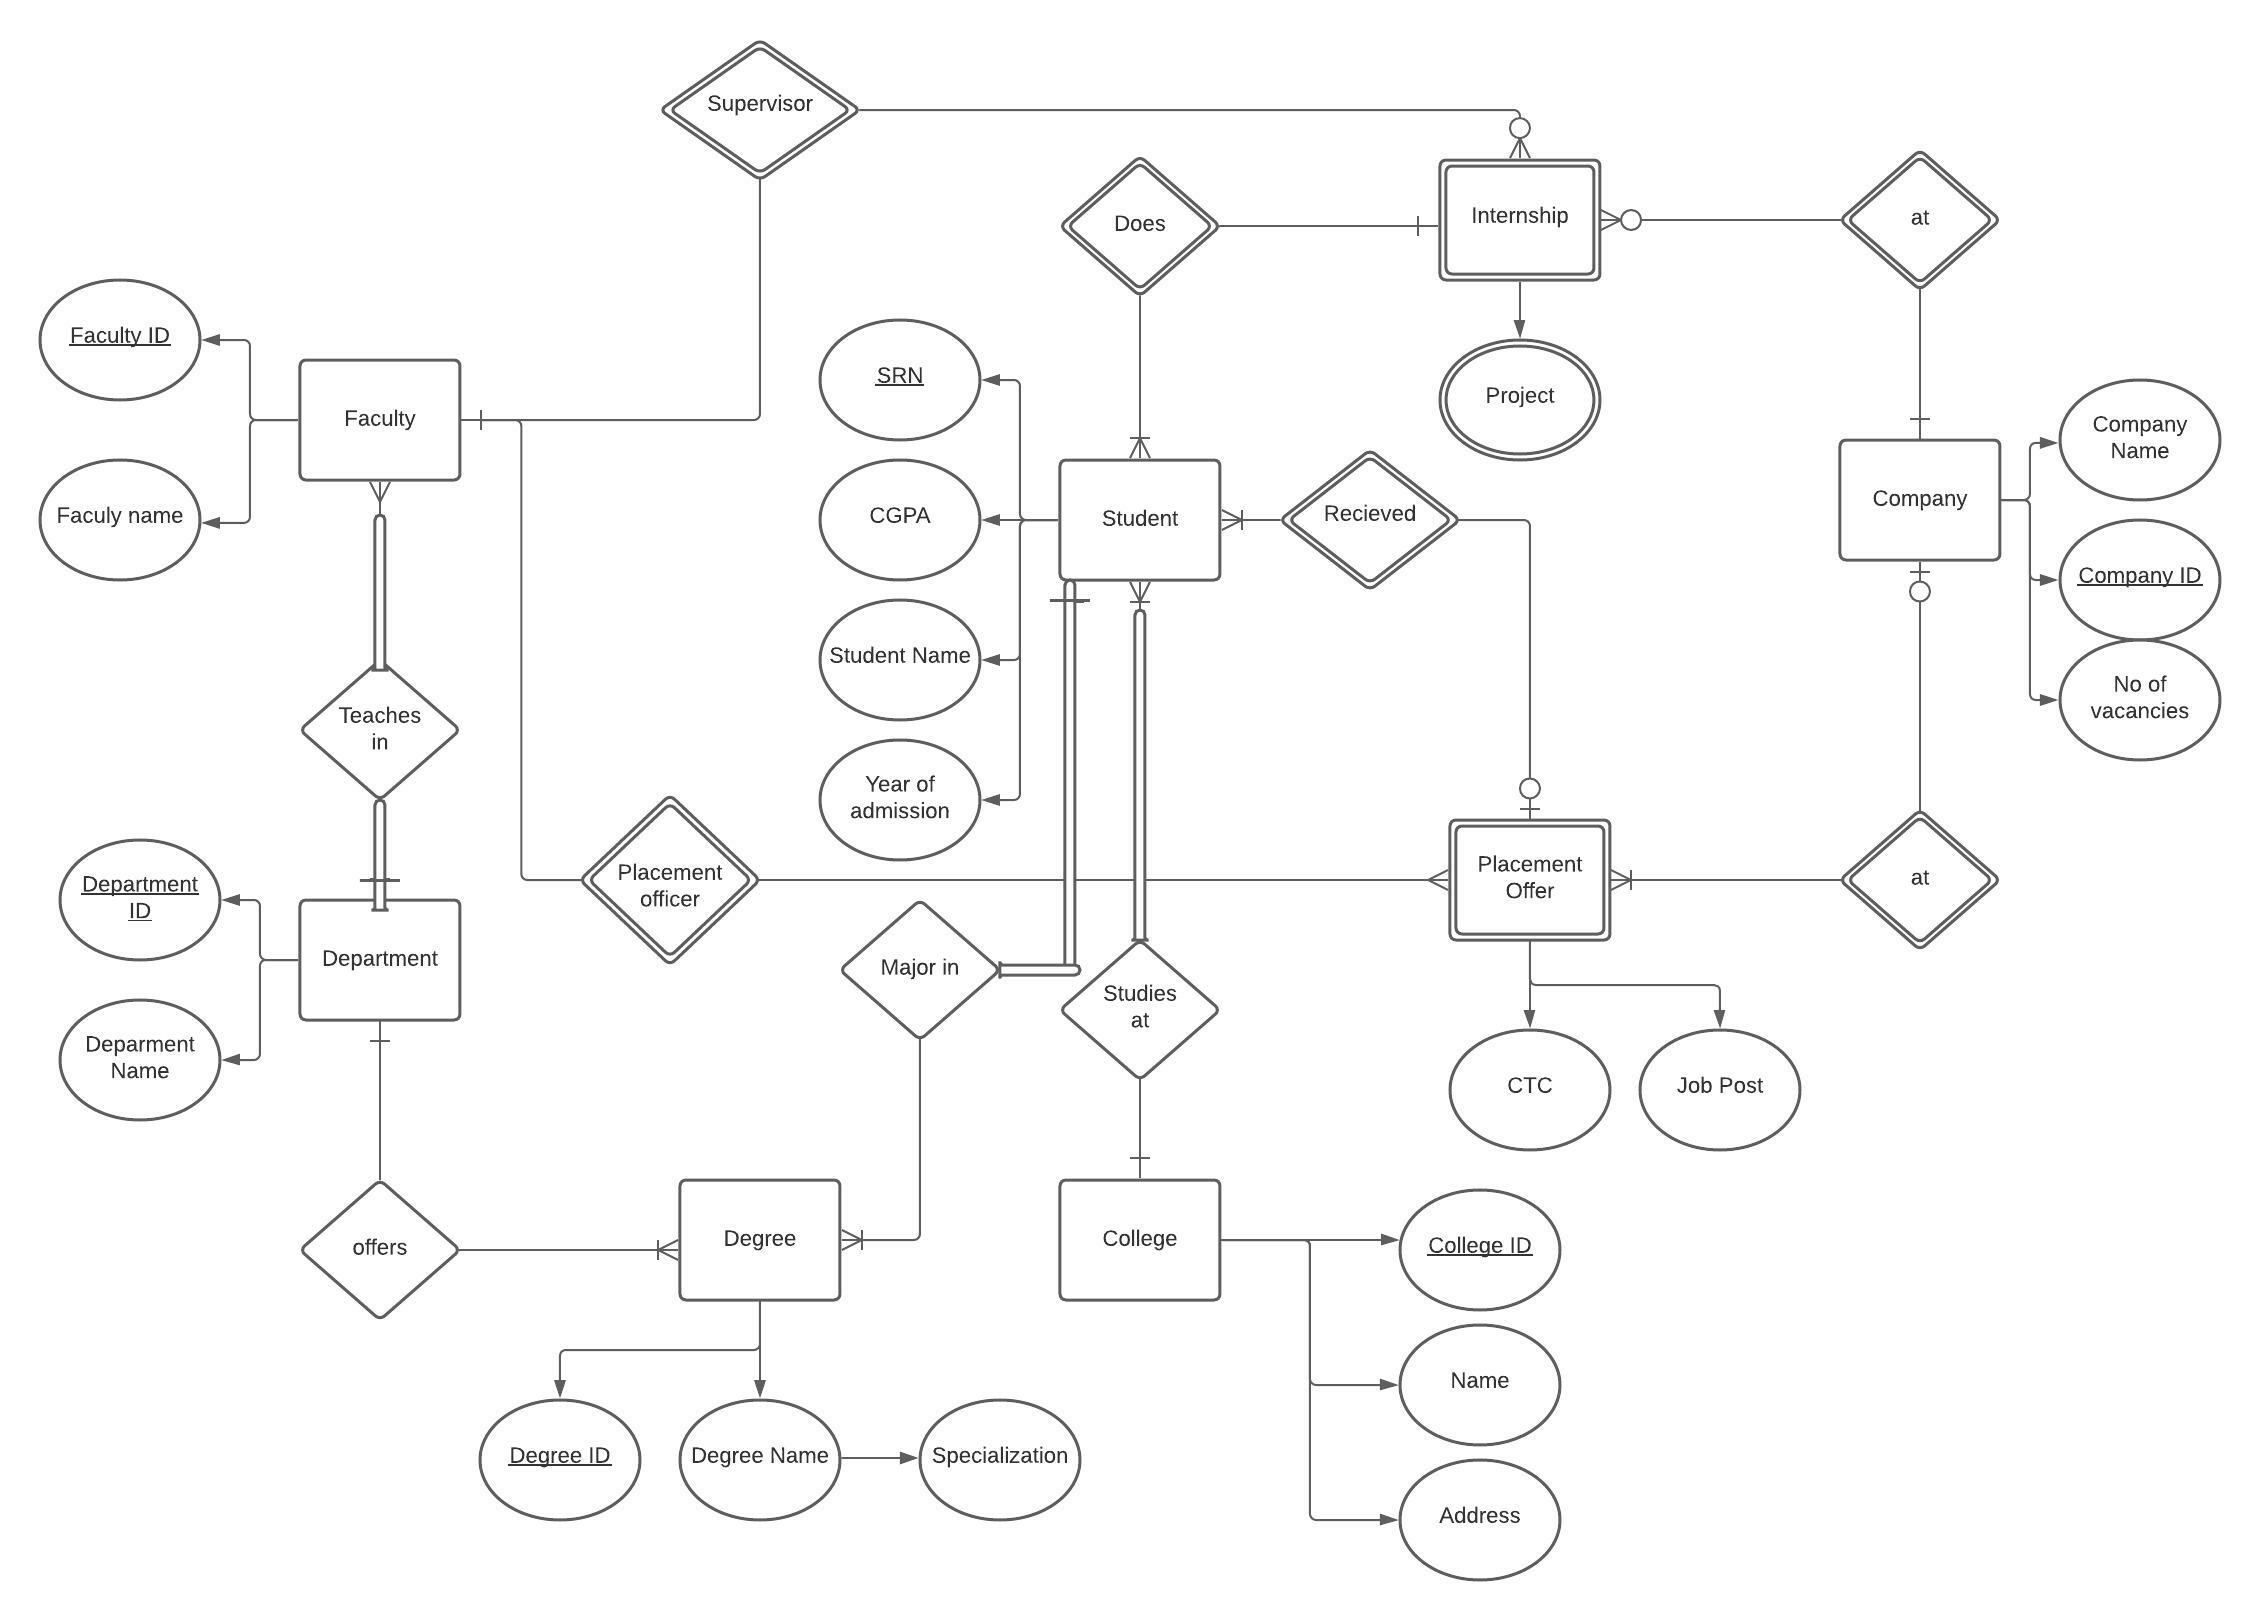 Supervisor
Does
Internship
at
Faculty ID
Faculty
Faculy name
SRN
CGPA
Student Name
Year of
admission
Student
Recieved
Project
Company
Company
Name
Company ID
No of
vacancies
Teaches
in
Placement
officer
Placement
Offer
at
Department
ID
Department
Deparment
Name
Major in
Studies
at
CTC
Job Post
offers
Degree
College
College ID
Name
Address
Degree ID
Degree Name
Specialization